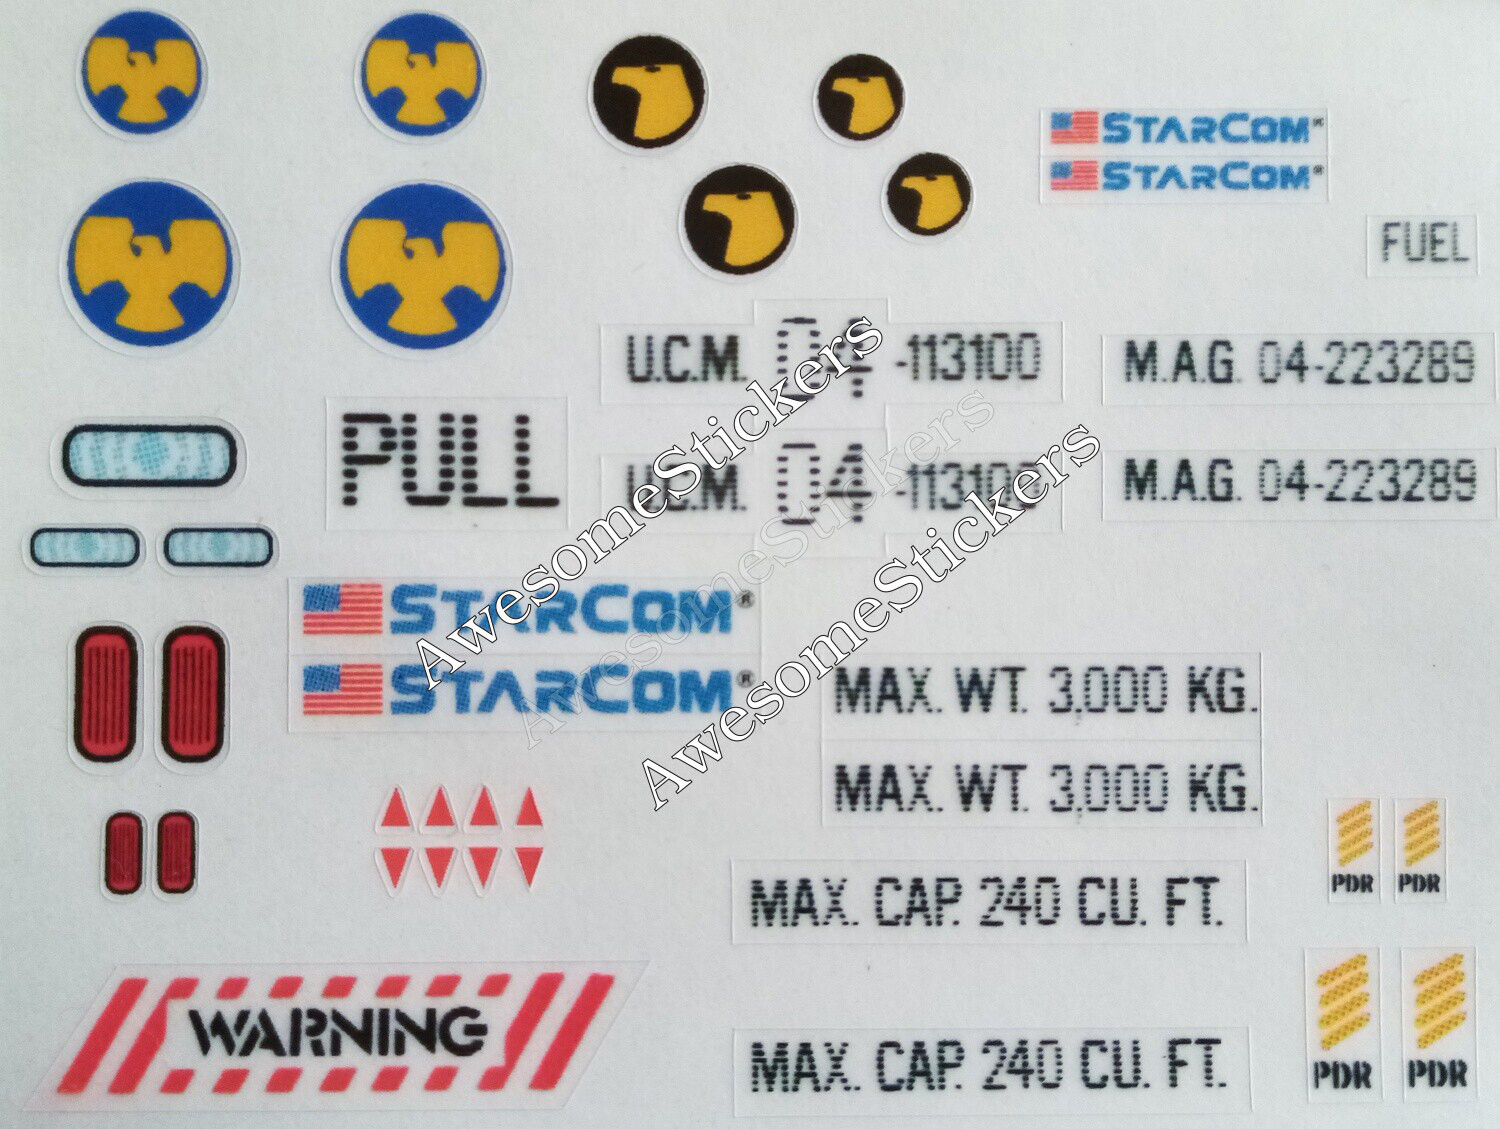 STARCOM®
STARCOM®
FUEL
U.C.M. 04 -113100
M.A.G. 04-223289
PULL
U.C.M. 04 -113100
M.A.G. 04-223289
STARCOM®
STARCOM®
AwesomeStickers
AwesomeStickers
AwesomeStickers
MAX. WT. 3,000 KG.
MAX. WT. 3,000 KG.
PDR
PDR
MAX. CAP. 240 CU. FT.
WARNING
MAX. CAP. 240 CU. FT.
PDR
PDR